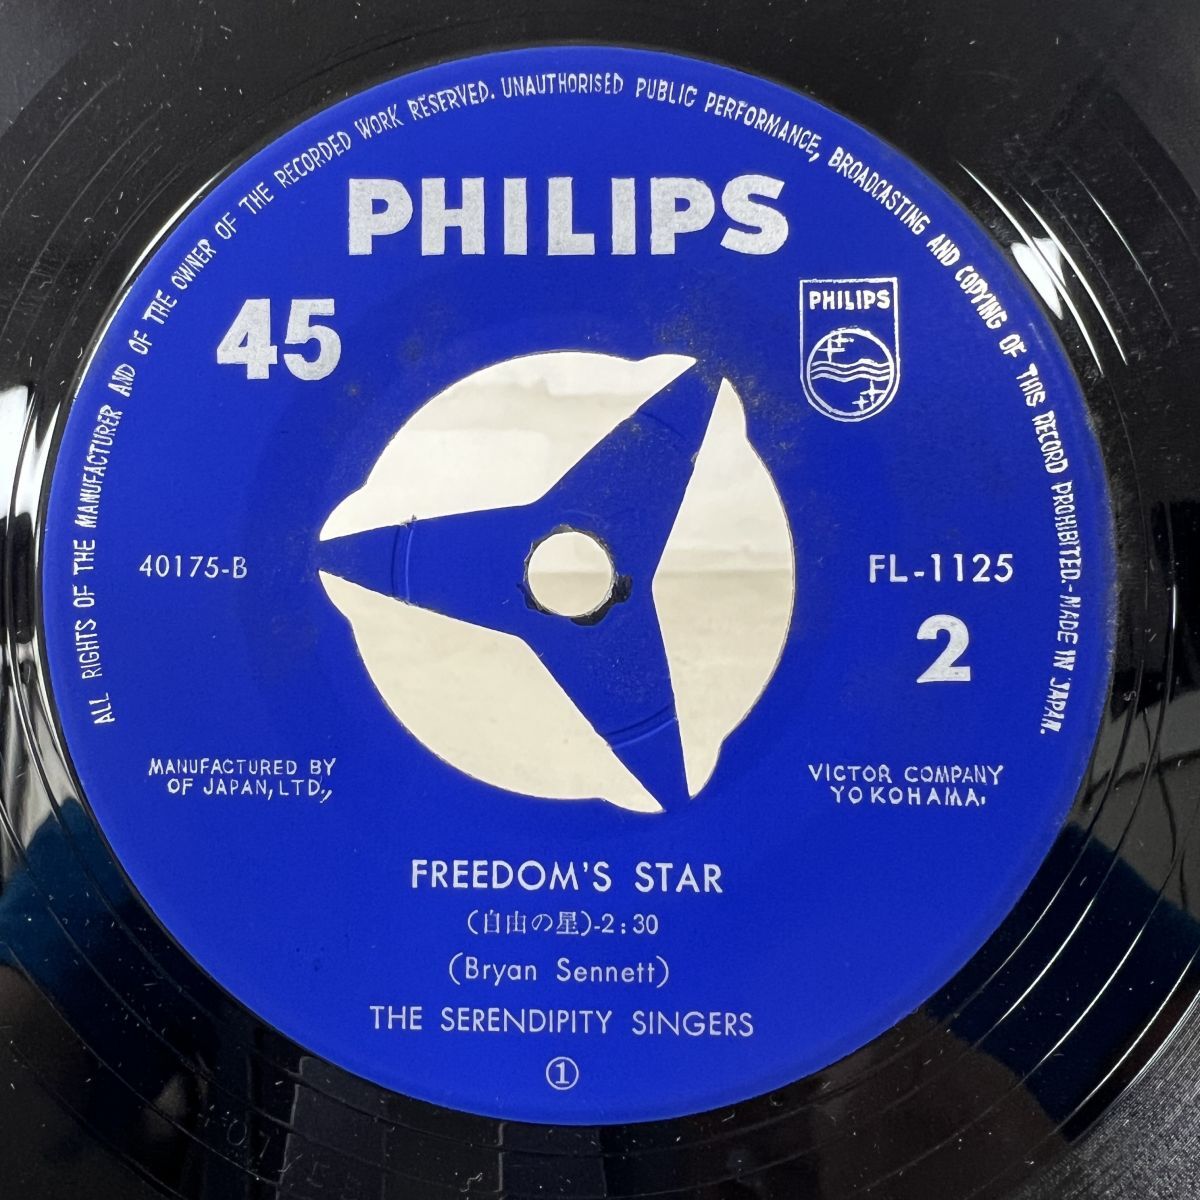 ALL RIGHTS OF THE MANUFACTURER AND OF THE OWNER OF THE RECORDED WORK RESERVED. UNAUTHORISED PUBLIC PERFORMANCE, BROADCASTING AND COPYING OF THIS RECORD PROHIBITED.-MADE IN JAPAN.
PHILIPS
45
PHILIPS
40175-B
FL-1125
2
MANUFACTURED BY
OF JAPAN, LTD.,
VICTOR COMPANY
YOKOHAMA.
FREEDOM'S STAR
(自由の星)-2:30
(Bryan Sennett)
THE SERENDIPITY SINGERS
①